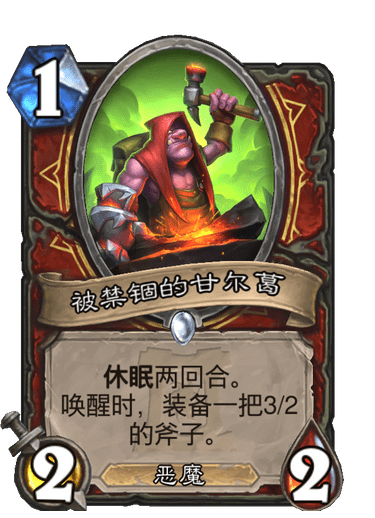 1
被禁锢的甘尔葛
休眠两回合。
唤醒时，装备一把3/2
的斧子。
2
恶魔
2